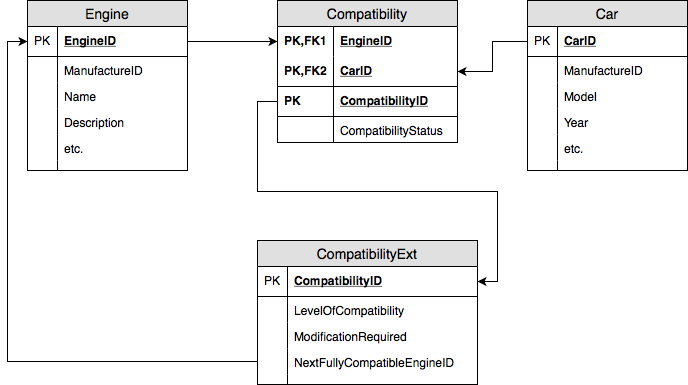 Engine
PK EngineID
ManufactureID
Name
Description
etc.
Compatibility
PK,FK1 EngineID
PK,FK2 CarID
PK CompatibilityID
CompatibilityStatus
Car
PK CarID
ManufactureID
Model
Year
etc.
CompatibilityExt
PK CompatibilityID
LevelOfCompatibility
ModificationRequired
NextFullyCompatibleEngineID